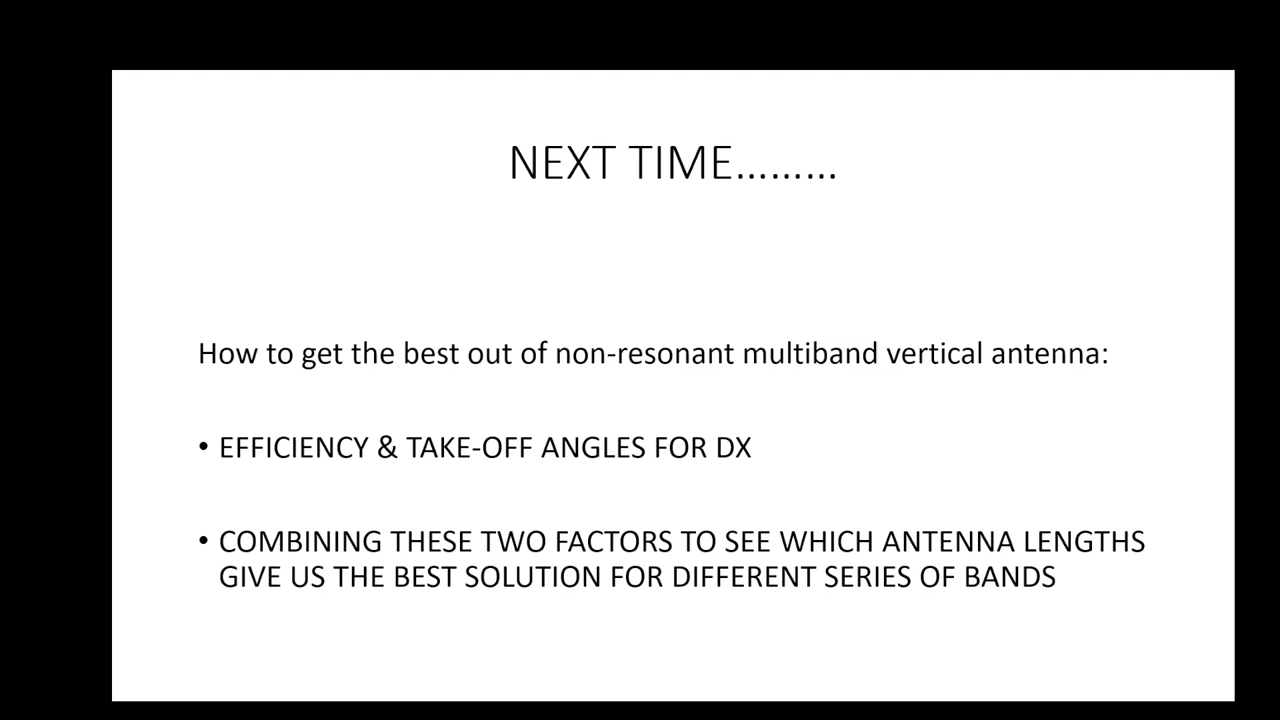 NEXT TIME.........
How to get the best out of non-resonant multiband vertical antenna:
• EFFICIENCY & TAKE-OFF ANGLES FOR DX
• COMBINING THESE TWO FACTORS TO SEE WHICH ANTENNA LENGTHS
GIVE US THE BEST SOLUTION FOR DIFFERENT SERIES OF BANDS